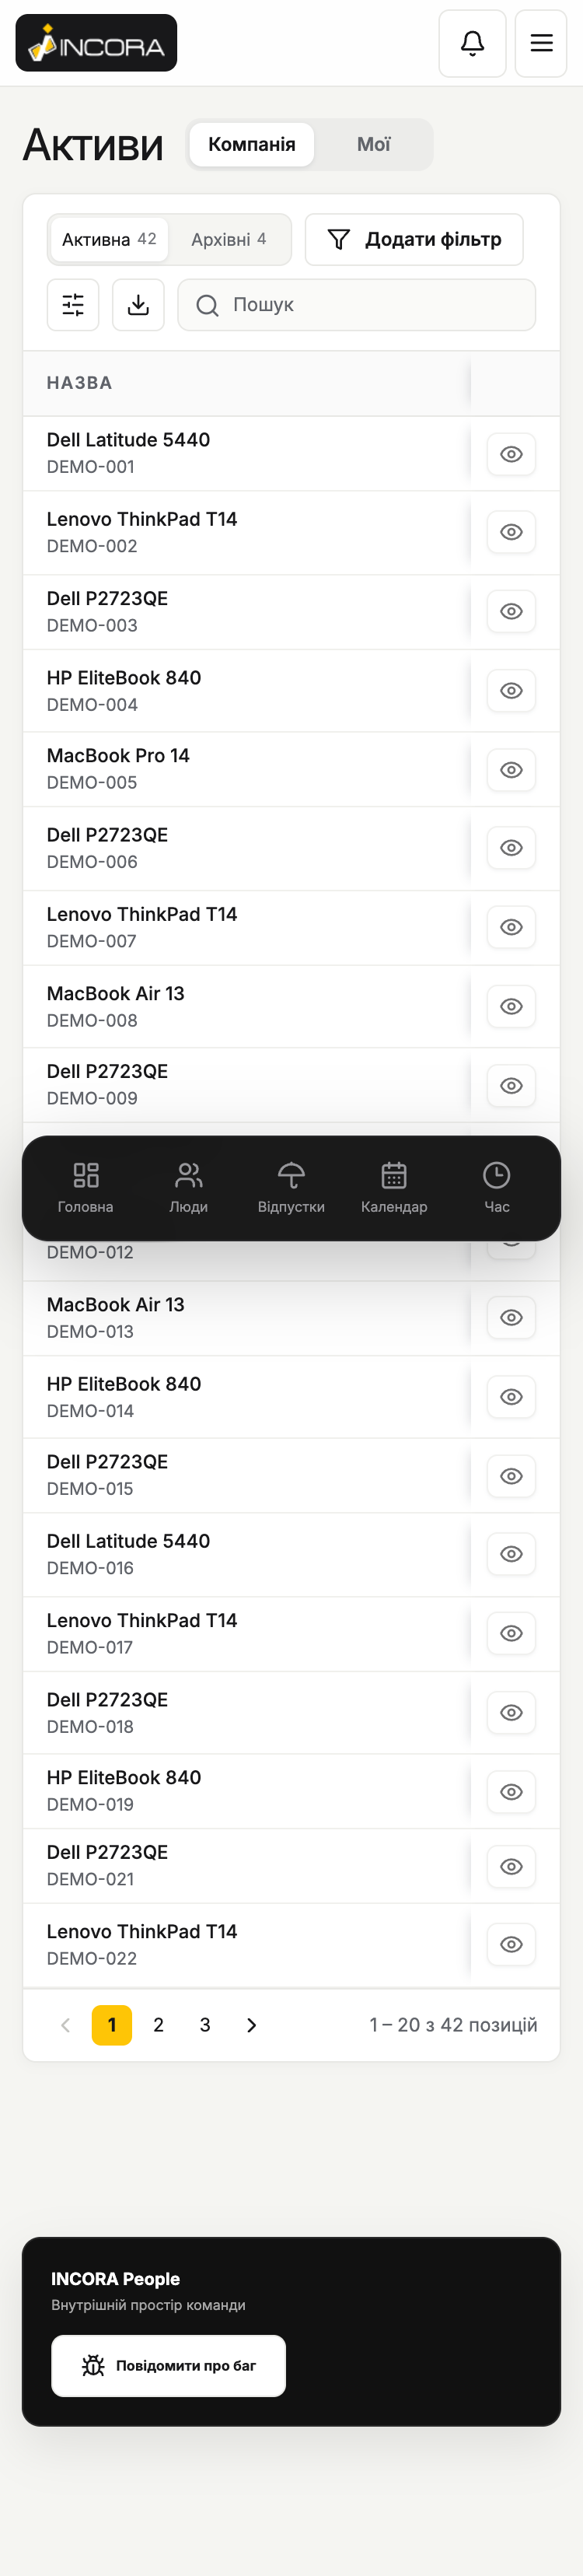 INCORA
Активи
Компанія
Мої
Активна 42
Архівні 4
Додати фільтр
Пошук
НАЗВА
Dell Latitude 5440
DEMO-001
Lenovo ThinkPad T14
DEMO-002
Dell P2723QE
DEMO-003
HP EliteBook 840
DEMO-004
MacBook Pro 14
DEMO-005
Dell P2723QE
DEMO-006
Lenovo ThinkPad T14
DEMO-007
MacBook Air 13
DEMO-008
Dell P2723QE
DEMO-009
Головна
Люди
Відпустки
Календар
Час
DEMO-012
MacBook Air 13
DEMO-013
HP EliteBook 840
DEMO-014
Dell P2723QE
DEMO-015
Dell Latitude 5440
DEMO-016
Lenovo ThinkPad T14
DEMO-017
Dell P2723QE
DEMO-018
HP EliteBook 840
DEMO-019
Dell P2723QE
DEMO-021
Lenovo ThinkPad T14
DEMO-022
1 2 3
1 – 20 з 42 позицій
INCORA People
Внутрішній простір команди
Повідомити про баг